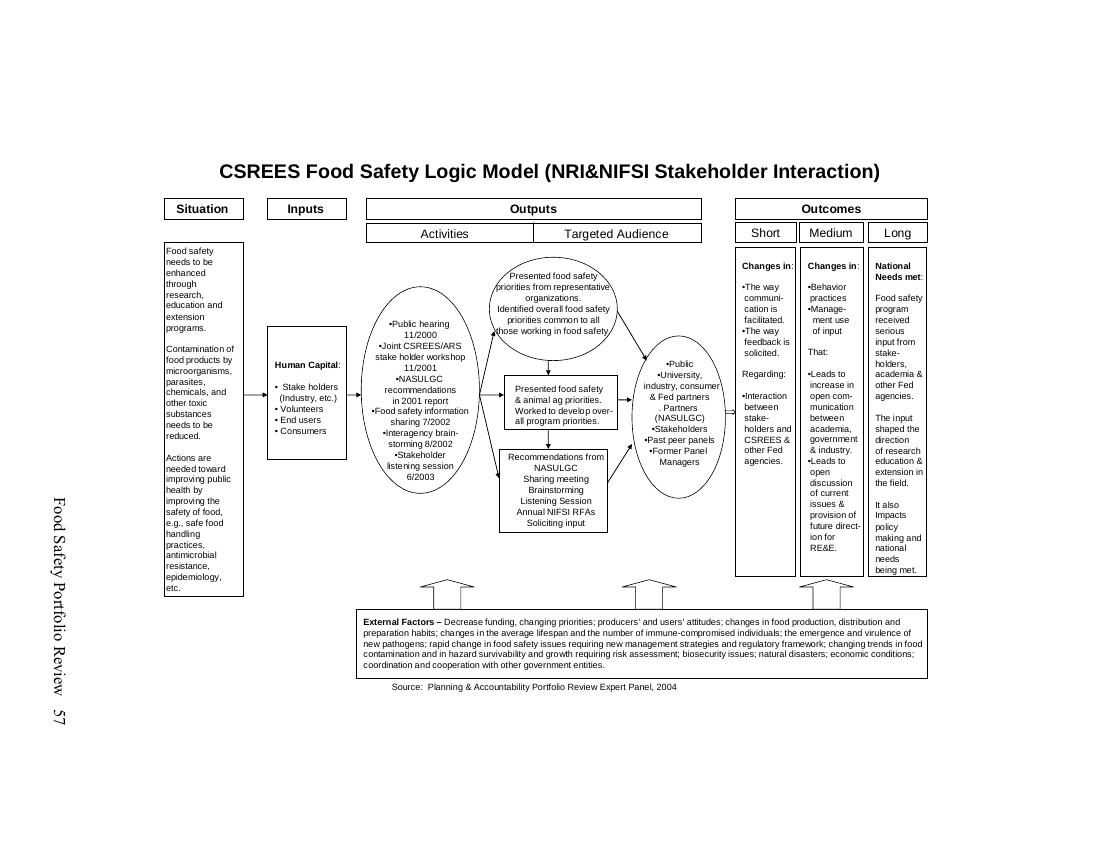 CSREES Food Safety Logic Model (NRI&NIFSI Stakeholder Interaction)
Situation
Inputs
Outputs
Outcomes
Activities
Targeted Audience
Short
Medium
Long
Food safety
needs to be
enhanced
through
research,
education and
extension
programs.
Contamination of
food products by
microorganisms,
parasites,
chemicals, and
other toxic
substances
needs to be
reduced.
Actions are
needed toward
improving public
health by
improving the
safety of food,
e.g., safe food
handling
practices,
antimicrobial
resistance,
epidemiology,
etc.
Human Capital:
• Stake holders
(Industry, etc.)
• Volunteers
• End users
• Consumers
•Public hearing
11/2000
•Joint CSREES/ARS
stake holder workshop
11/2001
•NASULGC
recommendations
in 2001 report
•Food safety information
sharing 7/2002
•Interagency brain-
storming 8/2002
•Stakeholder
listening session
6/2003
Presented food safety
priorities from representative
organizations.
Identified overall food safety
priorities common to all
those working in food safety.
Presented food safety
& animal ag priorities.
Worked to develop over-
all program priorities.
Recommendations from
NASULGC
Sharing meeting
Brainstorming
Listening Session
Annual NIFSI RFAs
Soliciting input
•Public
•University,
industry, consumer
& Fed partners
. Partners
(NASULGC)
•Stakeholders
•Past peer panels
•Former Panel
Managers
Changes in:
•The way
communi-
cation is
facilitated.
•The way
feedback is
solicited.
Regarding:
•Interaction
between
stake-
holders and
CSREES &
other Fed
agencies.
Changes in:
•Behavior
practices
•Manage-
ment use
of input
That:
•Leads to
increase in
open com-
munication
between
academia,
government
& industry.
•Leads to
open
discussion
of current
issues &
provision of
future direct-
ion for
RE&E.
National
Needs met:
Food safety
program
received
serious
input from
stake-
holders,
academia &
other Fed
agencies.
The input
shaped the
direction
of research
education &
extension in
the field.
It also
Impacts
policy
making and
national
needs
being met.
External Factors – Decrease funding, changing priorities; producers' and users' attitudes; changes in food production, distribution and
preparation habits; changes in the average lifespan and the number of immune-compromised individuals; the emergence and virulence of
new pathogens; rapid change in food safety issues requiring new management strategies and regulatory framework; changing trends in food
contamination and in hazard survivability and growth requiring risk assessment; biosecurity issues; natural disasters; economic conditions;
coordination and cooperation with other government entities.
Source: Planning & Accountability Portfolio Review Expert Panel, 2004
Food Safety Portfolio Review 57